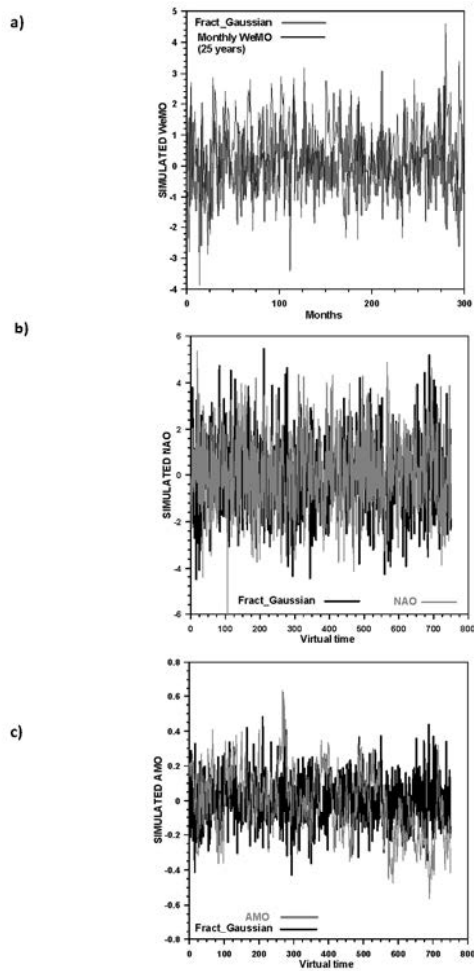 a)
Fract_Gaussian
Monthly WeMO
(25 years)
SIMULATED WeMO
5
4
3
2
1
0
-1
-2
-3
-4
0 100 200 300
Months
b)
SIMULATED NAO
6
4
2
0
-2
-4
-6
Fract_Gaussian NAO
0 100 200 300 400 500 600 700 800
Virtual time
c)
SIMULATED AMO
0.8
0.6
0.4
0.2
0
-0.2
-0.4
-0.6
-0.8
AMO
Fract_Gaussian
0 100 200 300 400 500 600 700 800
Virtual time